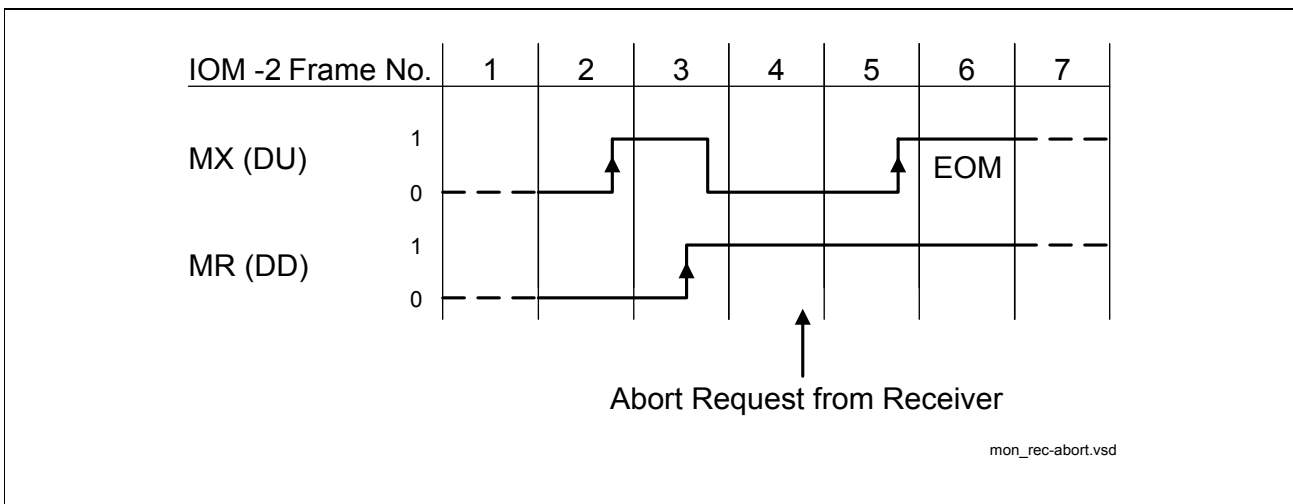 IOM -2 Frame No. 1 2 3 4 5 6 7
1
MX (DU)
EOM
0
1
MR (DD)
0
Abort Request from Receiver
mon_rec-abort.vsd